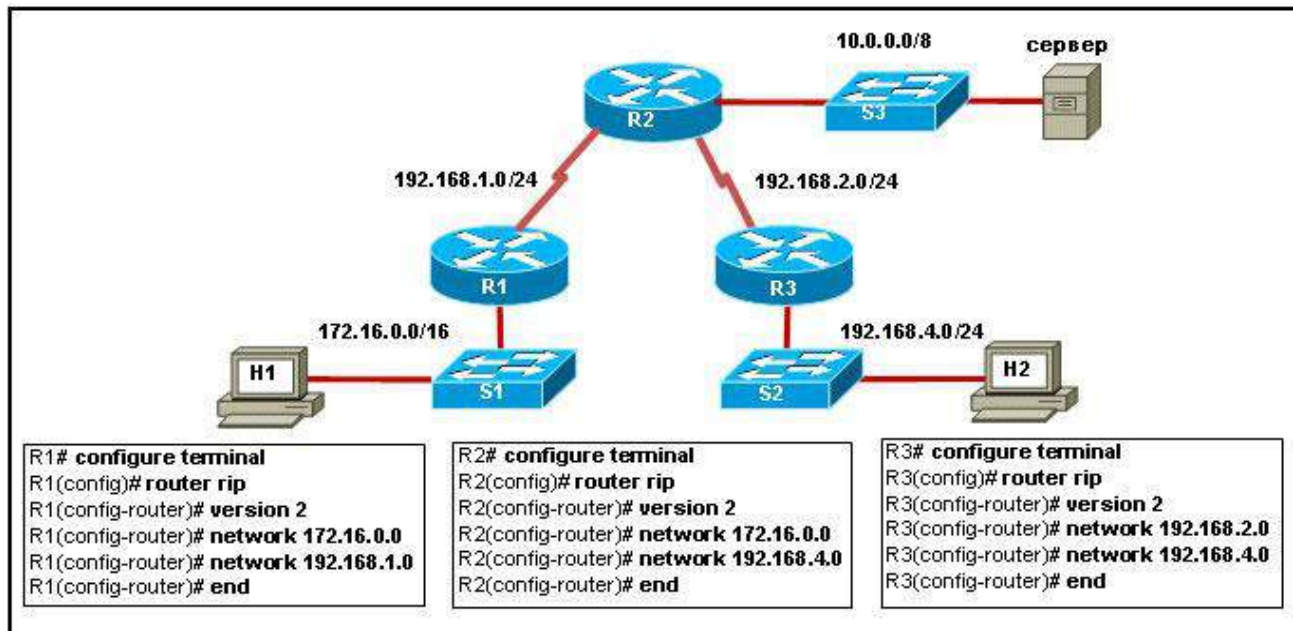 10.0.0.0/8
сервер
R2
S3
192.168.1.0/24
192.168.2.0/24
R1
R3
172.16.0.0/16
192.168.4.0/24
H1
S1
S2
H2
R1# configure terminal
R1(config)# router rip
R1(config-router)# version 2
R1(config-router)# network 172.16.0.0
R1(config-router)# network 192.168.1.0
R1(config-router)# end
R2# configure terminal
R2(config)# router rip
R2(config-router)# version 2
R2(config-router)# network 172.16.0.0
R2(config-router)# network 192.168.4.0
R2(config-router)# end
R3# configure terminal
R3(config)# router rip
R3(config-router)# version 2
R3(config-router)# network 192.168.2.0
R3(config-router)# network 192.168.4.0
R3(config-router)# end